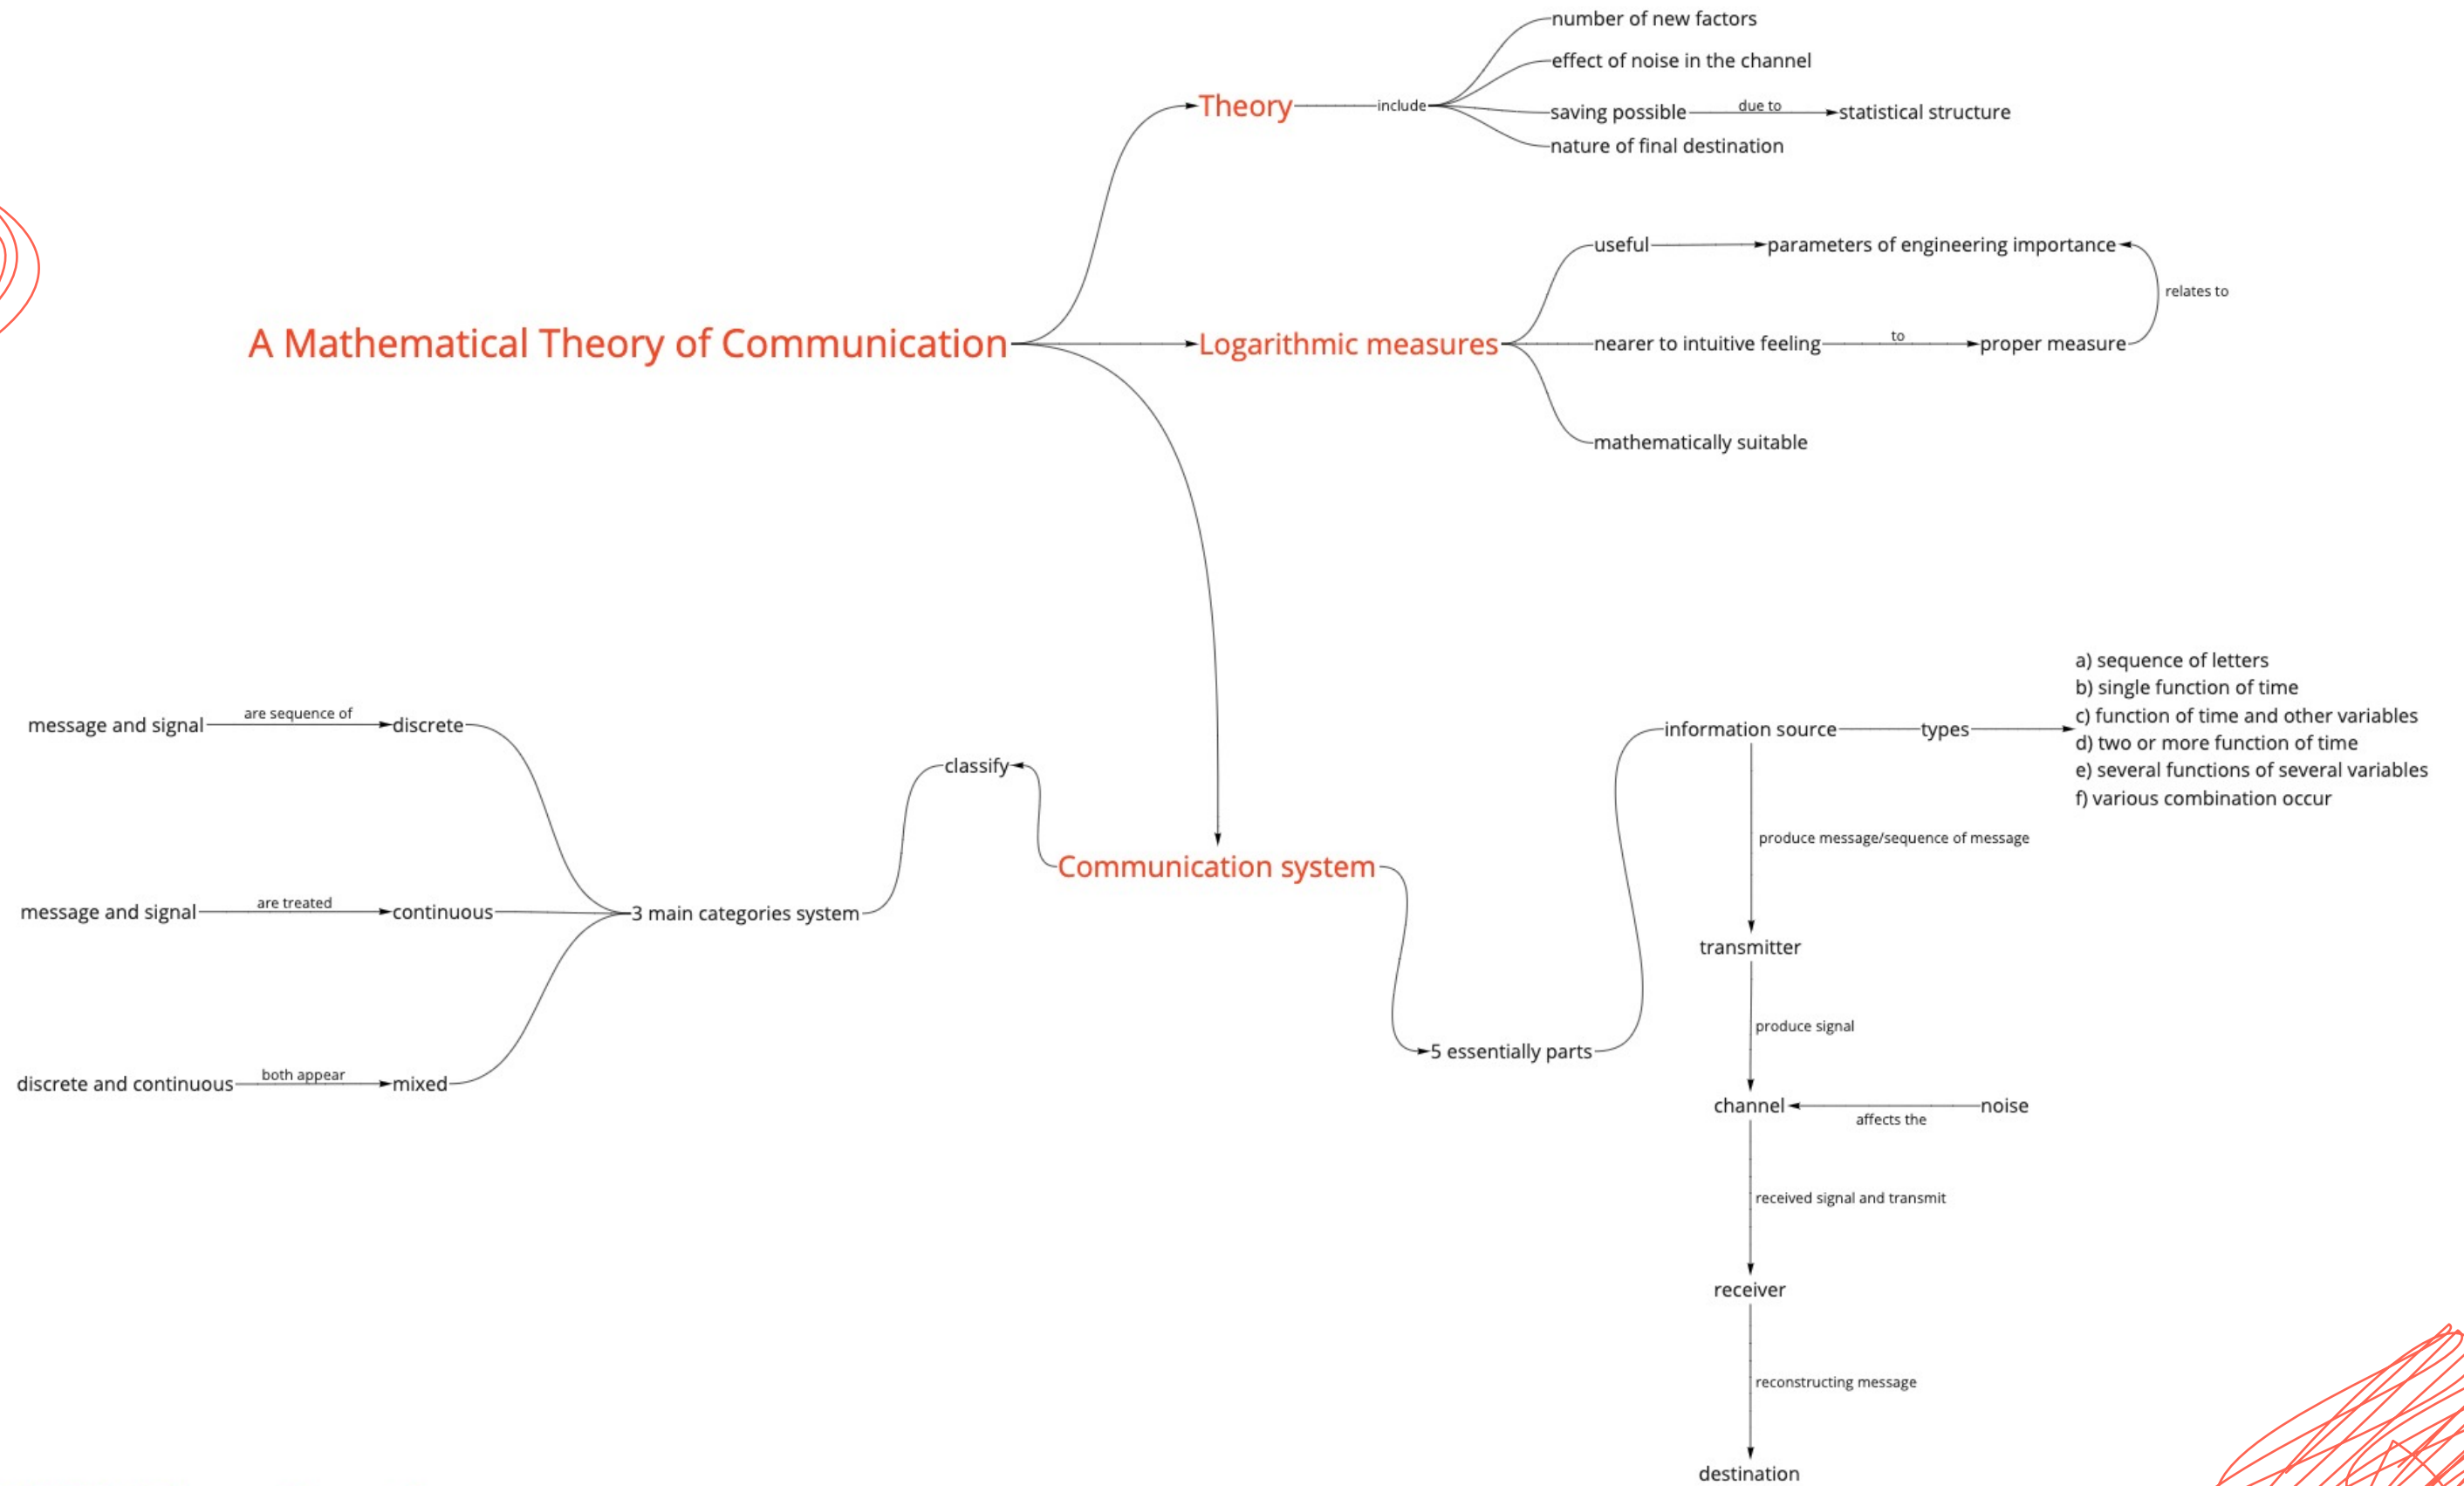 A Mathematical Theory of Communication
Theory
include
number of new factors
effect of noise in the channel
saving possible
due to
statistical structure
nature of final destination
Logarithmic measures
useful
parameters of engineering importance
relates to
nearer to intuitive feeling
to
proper measure
mathematically suitable
Communication system
classify
3 main categories system
message and signal
are sequence of
discrete
message and signal
are treated
continuous
discrete and continuous
both appear
mixed
5 essentially parts
information source
types
a) sequence of letters
b) single function of time
c) function of time and other variables
d) two or more function of time
e) several functions of several variables
f) various combination occur
produce message/sequence of message
transmitter
produce signal
channel
affects the
noise
received signal and transmit
receiver
reconstructing message
destination